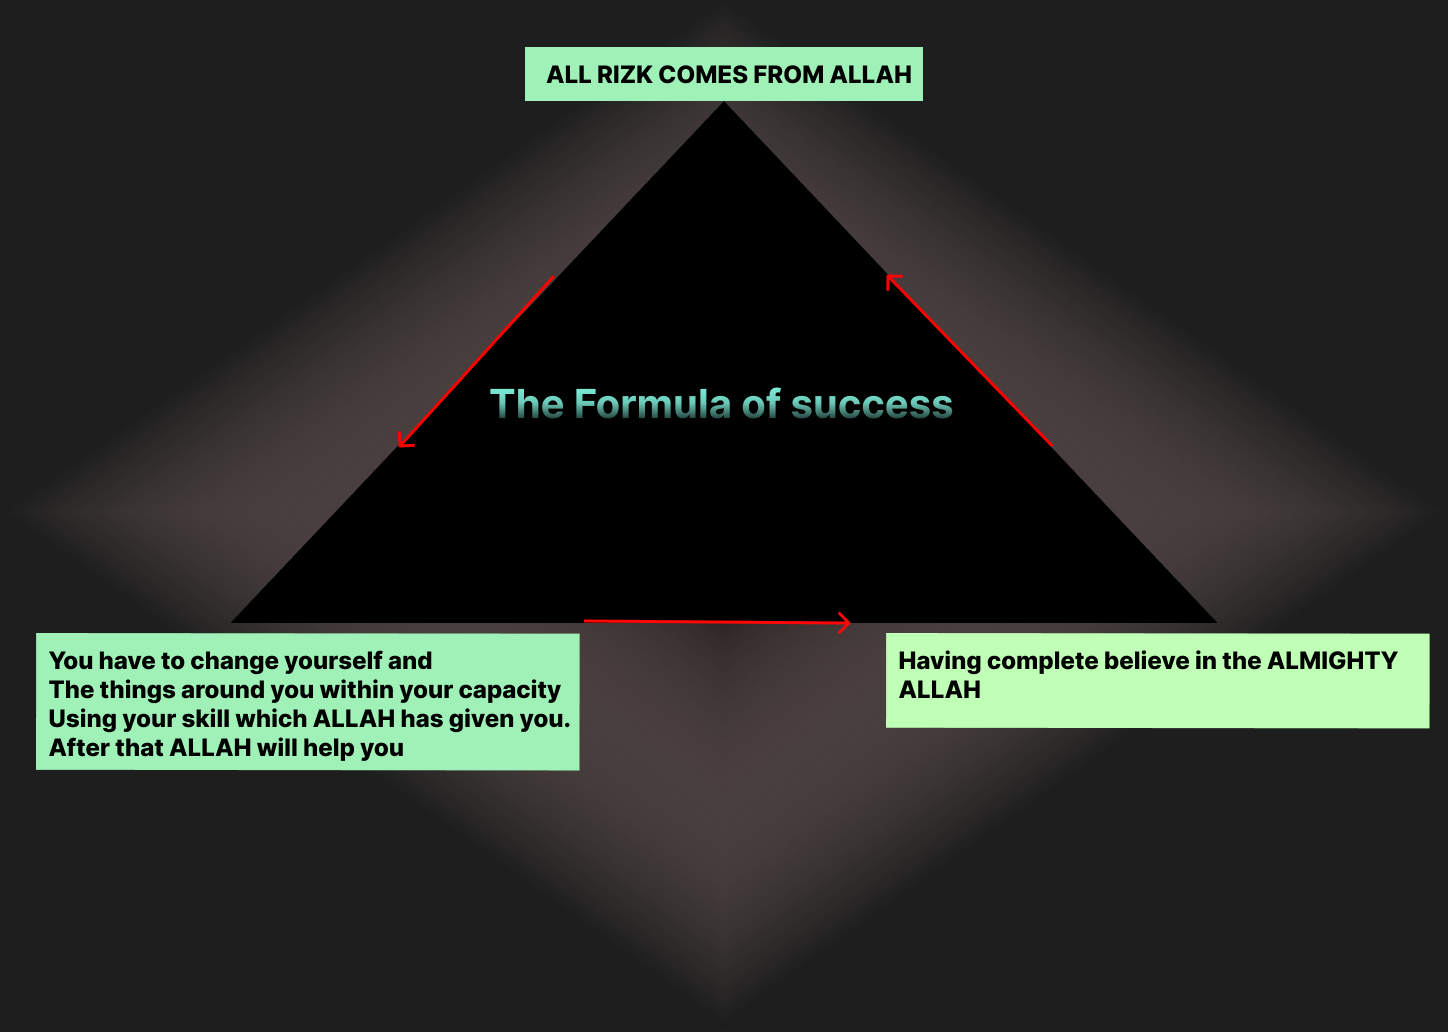 ALL RIZK COMES FROM ALLAH
The Formula of success
You have to change yourself and
The things around you within your capacity
Using your skill which ALLAH has given you.
After that ALLAH will help you
Having complete believe in the ALMIGHTY
ALLAH